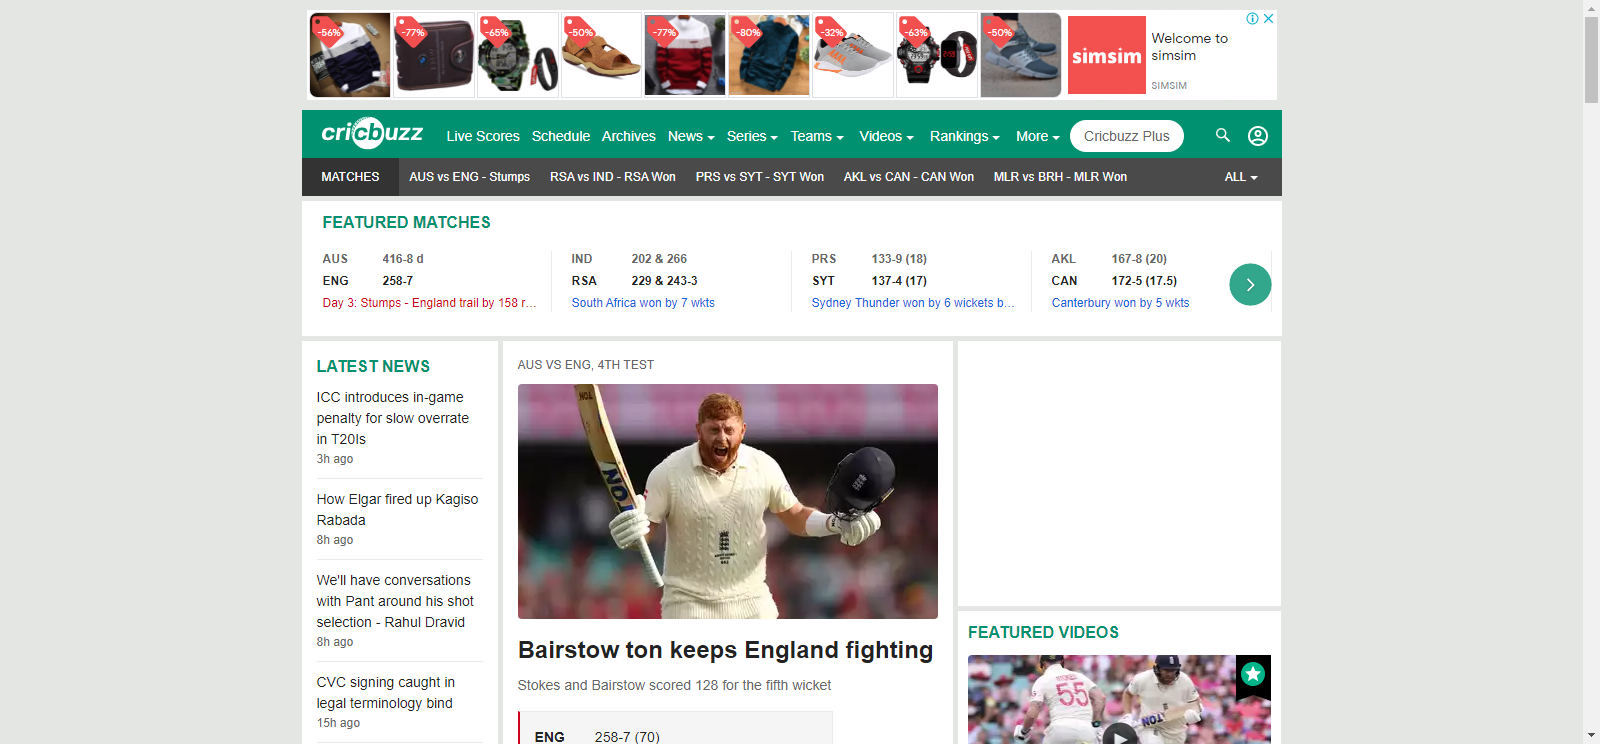 -56%
-77%
-65%
-50%
-77%
-80%
-32%
-63%
-50%
simsim
Welcome to
simsim
SIMSIM
cricbuzz
Live Scores Schedule Archives News Series Teams Videos Rankings More Cricbuzz Plus
MATCHES AUS vs ENG - Stumps RSA vs IND - RSA Won PRS vs SYT - SYT Won AKL vs CAN - CAN Won MLR vs BRH - MLR Won ALL
FEATURED MATCHES
AUS 416-8 d
ENG 258-7
Day 3: Stumps - England trail by 158 r...
IND 202 & 266
RSA 229 & 243-3
South Africa won by 7 wkts
PRS 133-9 (18)
SYT 137-4 (17)
Sydney Thunder won by 6 wickets b...
AKL 167-8 (20)
CAN 172-5 (17.5)
Canterbury won by 5 wkts
LATEST NEWS
ICC introduces in-game
penalty for slow overrate
in T20Is
3h ago
How Elgar fired up Kagiso
Rabada
8h ago
We'll have conversations
with Pant around his shot
selection - Rahul Dravid
8h ago
CVC signing caught in
legal terminology bind
15h ago
AUS VS ENG, 4TH TEST
Bairstow ton keeps England fighting
Stokes and Bairstow scored 128 for the fifth wicket
ENG 258-7 (70)
FEATURED VIDEOS
55